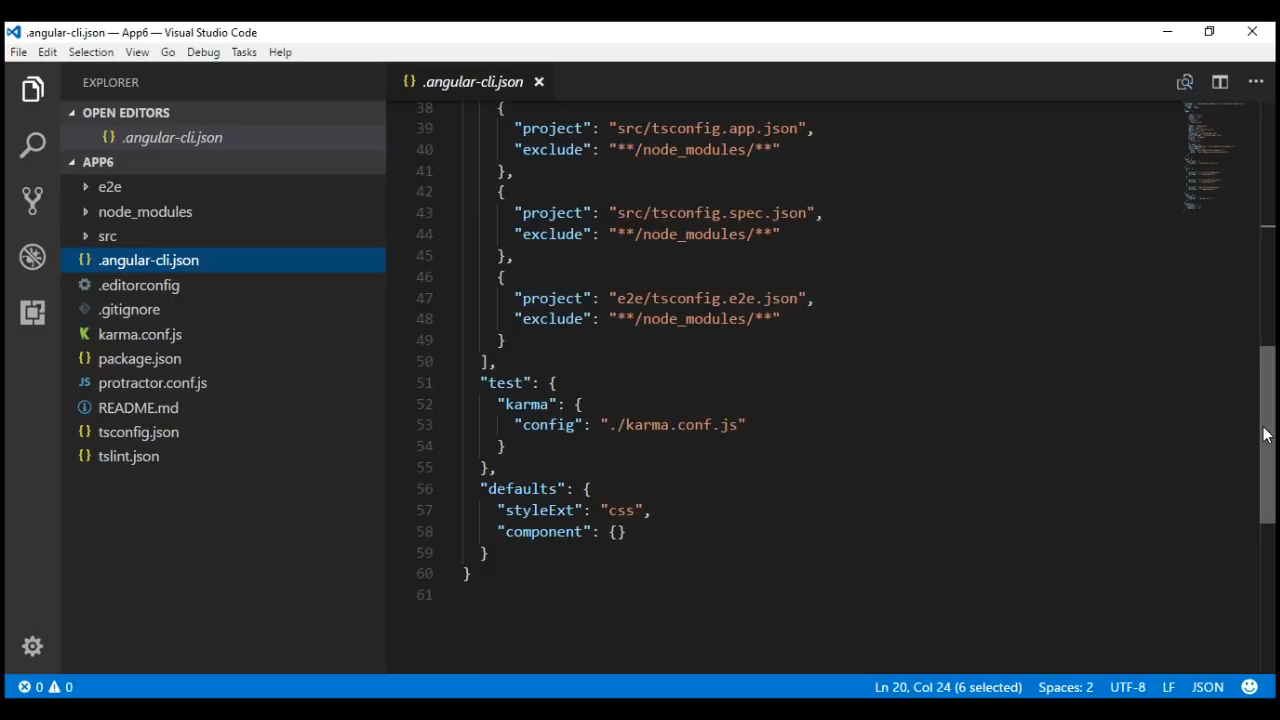 .angular-cli.json — App6 — Visual Studio Code
File Edit Selection View Go Debug Tasks Help
EXPLORER
OPEN EDITORS
{} .angular-cli.json
APP6
e2e
node_modules
src
{} .angular-cli.json
.editorconfig
.gitignore
karma.conf.js
{} package.json
JS protractor.conf.js
README.md
{} tsconfig.json
{} tslint.json
{} .angular-cli.json
38 {
39 "project": "src/tsconfig.app.json",
40 "exclude": "**/node_modules/**"
41 },
42 {
43 "project": "src/tsconfig.spec.json",
44 "exclude": "**/node_modules/**"
45 },
46 {
47 "project": "e2e/tsconfig.e2e.json",
48 "exclude": "**/node_modules/**"
49 }
50 ],
51 "test": {
52 "karma": {
53 "config": "./karma.conf.js"
54 }
55 },
56 "defaults": {
57 "styleExt": "css",
58 "component": {}
59 }
60 }
61
0 0
Ln 20, Col 24 (6 selected) Spaces: 2 UTF-8 LF JSON